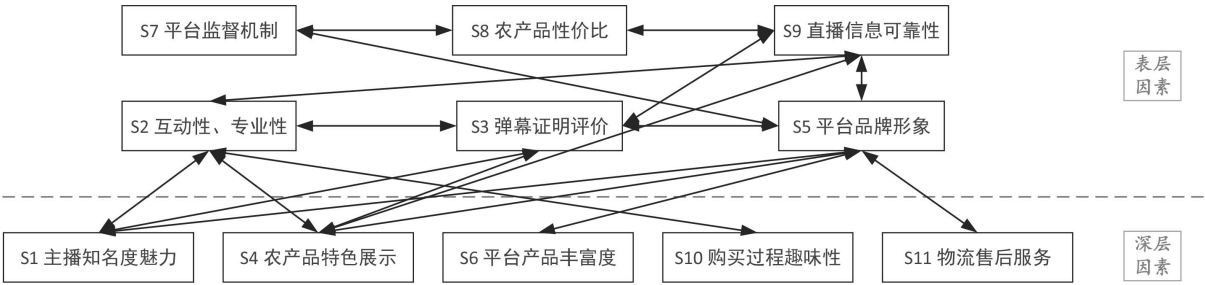 S7 平台监督机制
S8 农产品性价比
S9 直播信息可靠性
表层
因素
S2 互动性、专业性
S3 弹幕证明评价
S5 平台品牌形象
S1 主播知名度魅力
S4 农产品特色展示
S6 平台产品丰富度
S10 购买过程趣味性
S11 物流售后服务
深层
因素